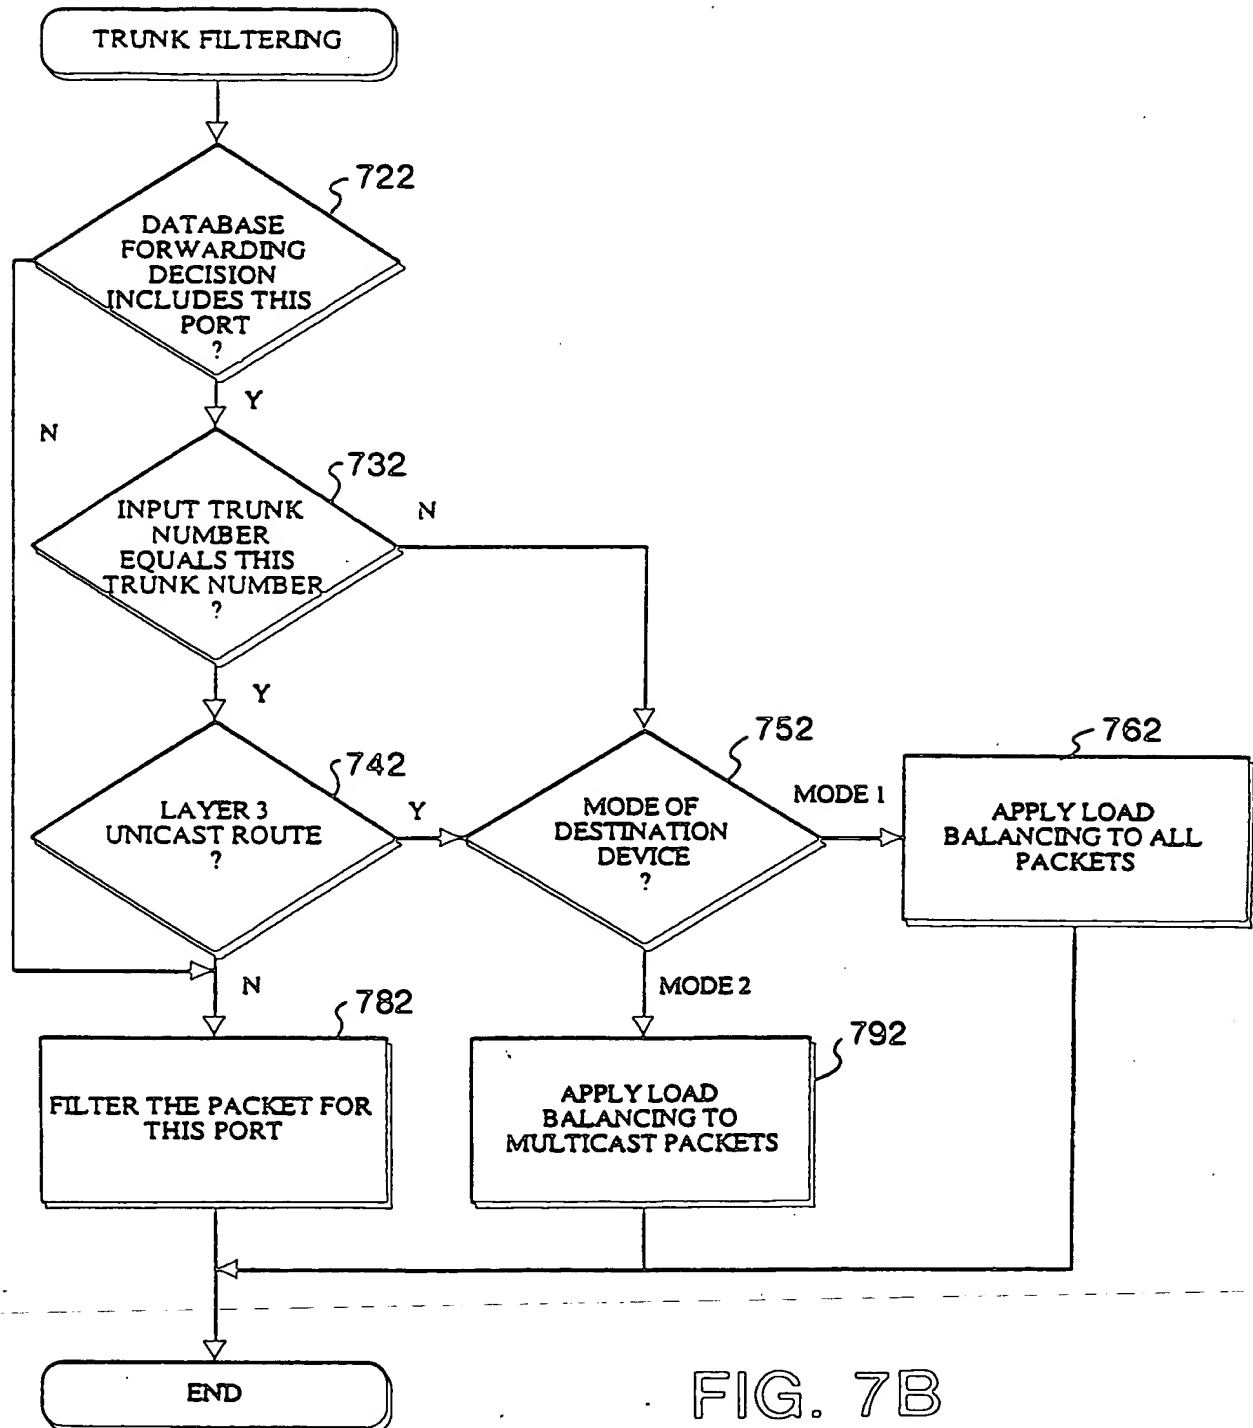 TRUNK FILTERING
722
DATABASE
FORWARDING
DECISION
INCLUDES THIS
PORT
?
Y
N
732
INPUT TRUNK
NUMBER
EQUALS THIS
TRUNK NUMBER
?
N
Y
742
LAYER 3
UNICAST ROUTE
?
Y
752
MODE OF
DESTINATION
DEVICE
?
MODE 1
762
APPLY LOAD
BALANCING TO ALL
PACKETS
N
MODE 2
782
FILTER THE PACKET FOR
THIS PORT
792
APPLY LOAD
BALANCING TO
MULTICAST PACKETS
END
FIG. 7B